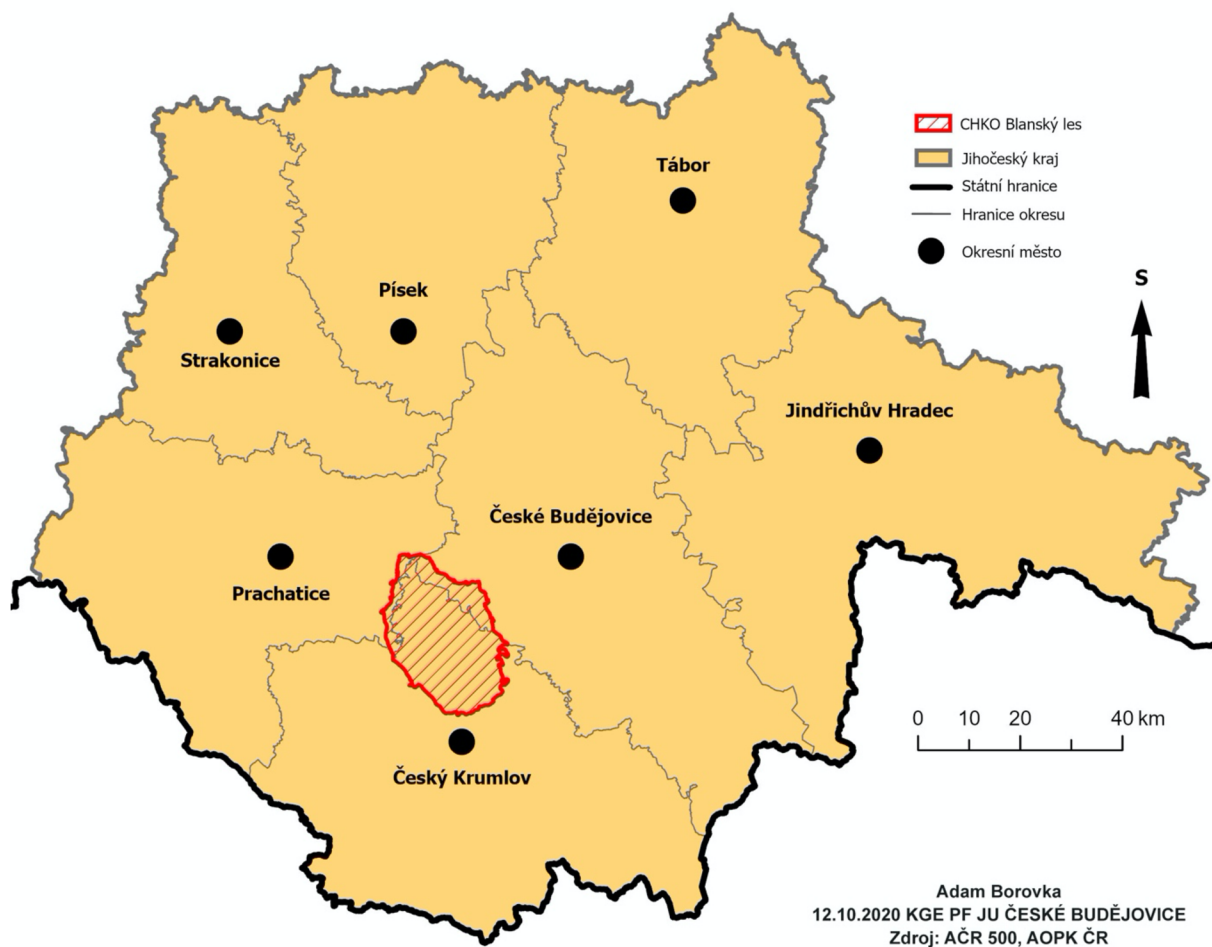 CHKO Blanský les
Jihočeský kraj
Státní hranice
Hranice okresu
Okresní město
S
Tábor
Písek
Strakonice
Jindřichův Hradec
České Budějovice
Prachatice
Český Krumlov
0 10 20 40 km
Adam Borovka
12.10.2020 KGE PF JU ČESKÉ BUDĚJOVICE
Zdroj: AČR 500, AOPK ČR